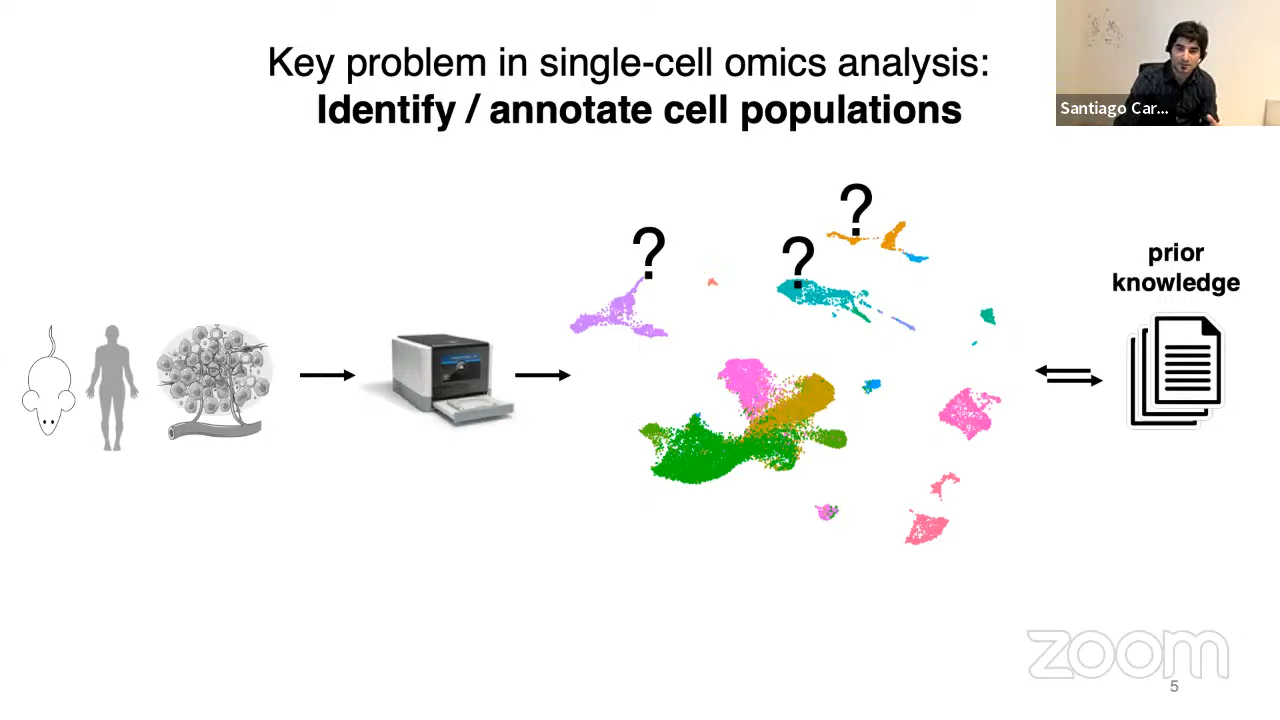 Key problem in single-cell omics analysis:
Identify / annotate cell populations
Santiago Car...
?
?
?
prior
knowledge
zoom
5